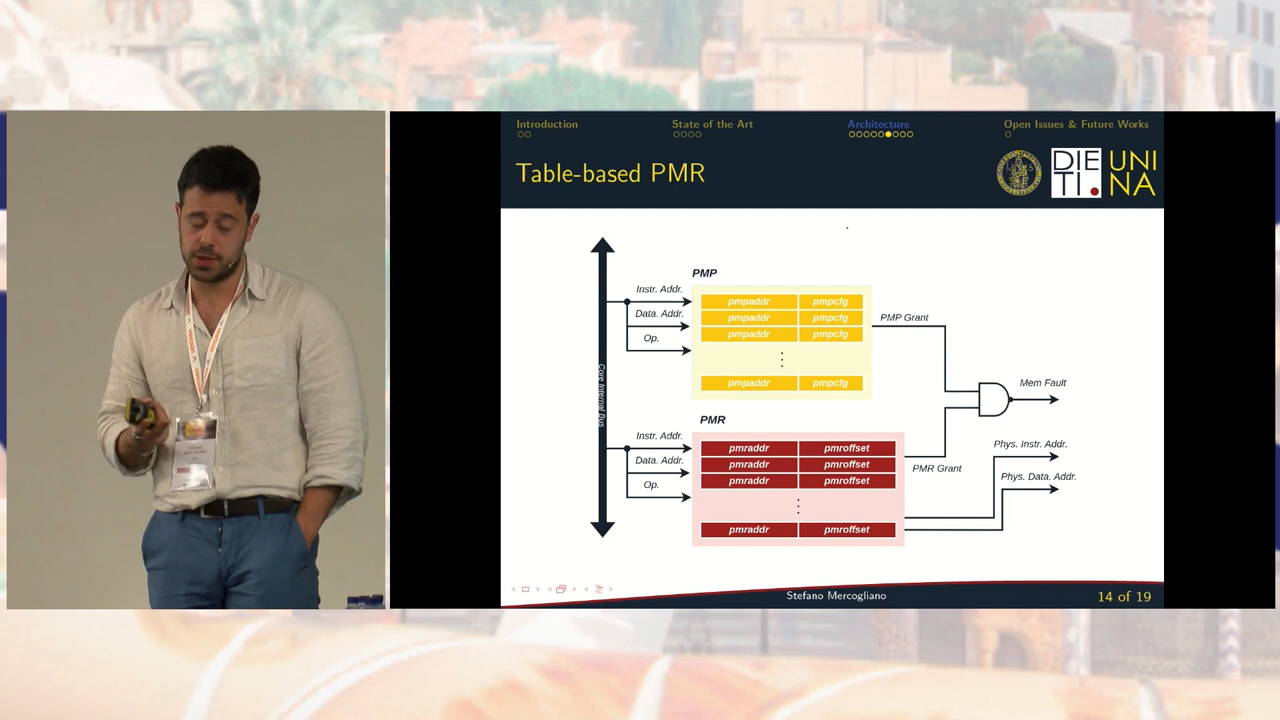 Introduction
State of the Art
Architecture
Open Issues & Future Works
Table-based PMR
DIE
TI.
UNI
NA
PMP
Instr. Addr.
Data. Addr.
Op.
pmpaddr pmpcfg
pmpaddr pmpcfg
pmpaddr pmpcfg
pmpaddr pmpcfg
PMP Grant
Core Internal Bus
Mem Fault
PMR
Instr. Addr.
Data. Addr.
Op.
pmraddr pmroffset
pmraddr pmroffset
pmraddr pmroffset
pmraddr pmroffset
PMR Grant
Phys. Instr. Addr.
Phys. Data. Addr.
Stefano Mercogliano
14 of 19